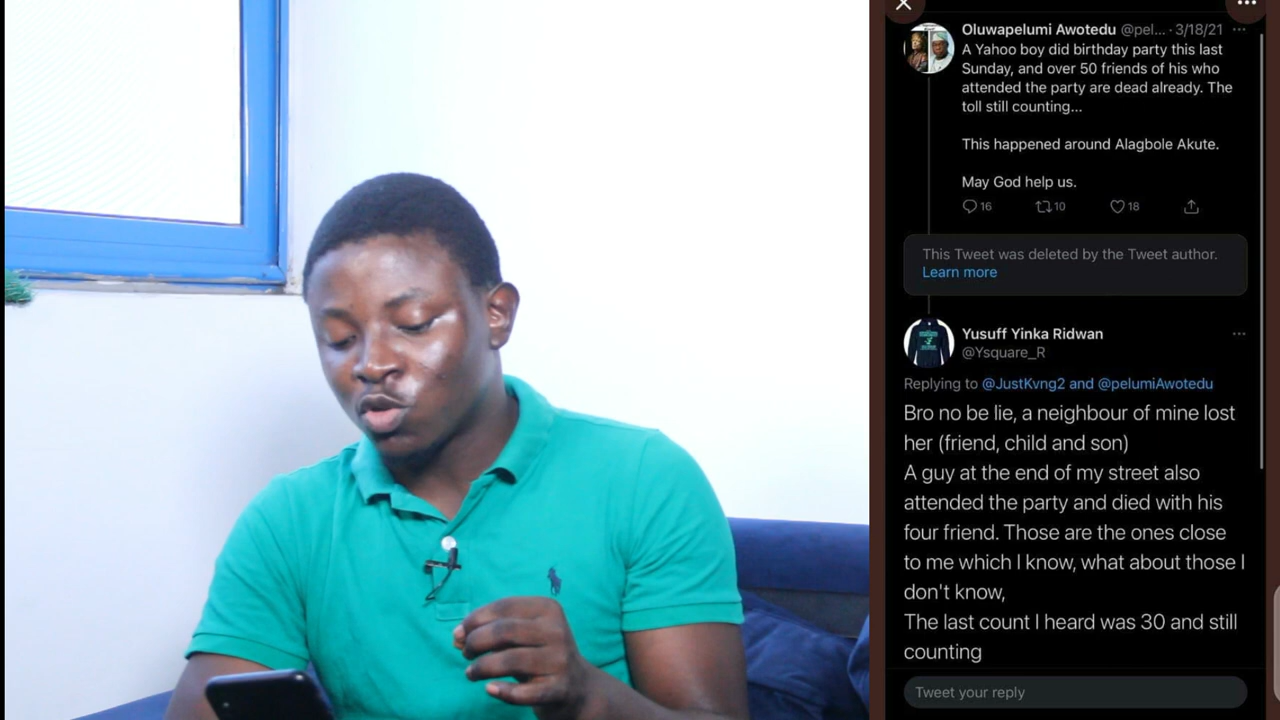 Oluwapelumi Awotedu @pel... · 3/18/21
A Yahoo boy did birthday party this last
Sunday, and over 50 friends of his who
attended the party are dead already. The
toll still counting...
This happened around Alagbole Akute.
May God help us.
16 10 18
This Tweet was deleted by the Tweet author.
Learn more
Yusuff Yinka Ridwan
@Ysquare_R
Replying to @JustKvng2 and @pelumiAwotedu
Bro no be lie, a neighbour of mine lost
her (friend, child and son)
A guy at the end of my street also
attended the party and died with his
four friend. Those are the ones close
to me which I know, what about those I
don't know,
The last count I heard was 30 and still
counting
Tweet your reply